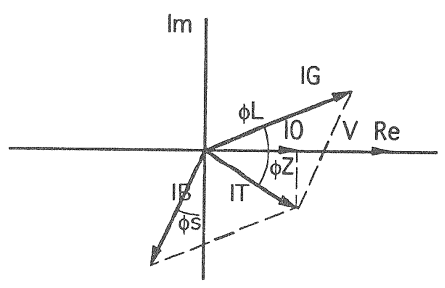 Im
IG
ϕL
IO V Re
ϕZ
IB IT
ϕs